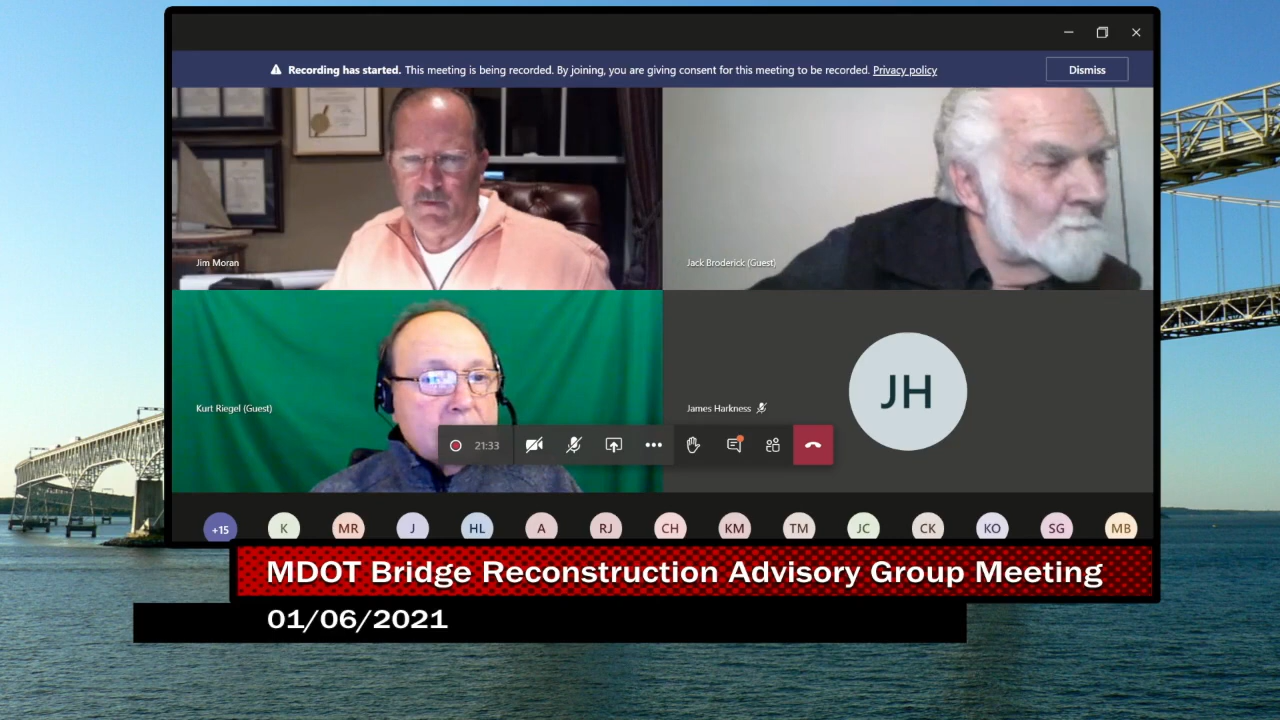 Recording has started. This meeting is being recorded. By joining, you are giving consent for this meeting to be recorded. Privacy policy
Dismiss
Jim Moran
Jack Broderick (Guest)
Kurt Riegel (Guest)
James Harkness
JH
21:33
+15
K
MR
J
HL
A
RJ
CH
KM
TM
JC
CK
KO
SG
MB
MDOT Bridge Reconstruction Advisory Group Meeting
01/06/2021